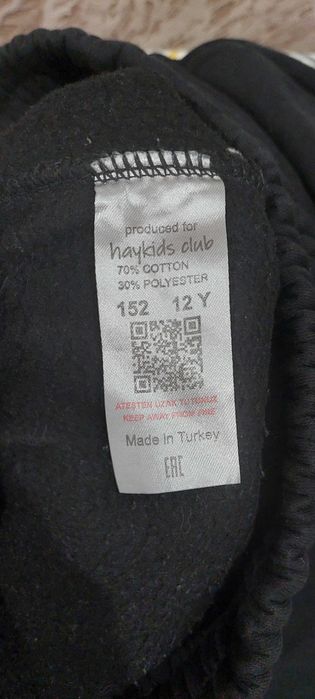 produced for
haykids club
70% COTTON
30% POLYESTER
152 12 Y
ATESTEN UZAK TUTUNUZ
KEEP AWAY FROM FIRE
Made in Turkey
EAC